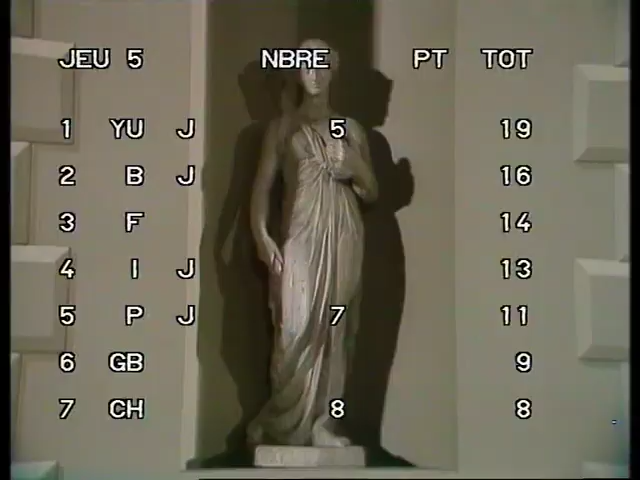 JEU 5 NBRE PT TOT
1 YU J 5 19
2 B J 16
3 F 14
4 I J 13
5 P J 7 11
6 GB 9
7 CH 8 8